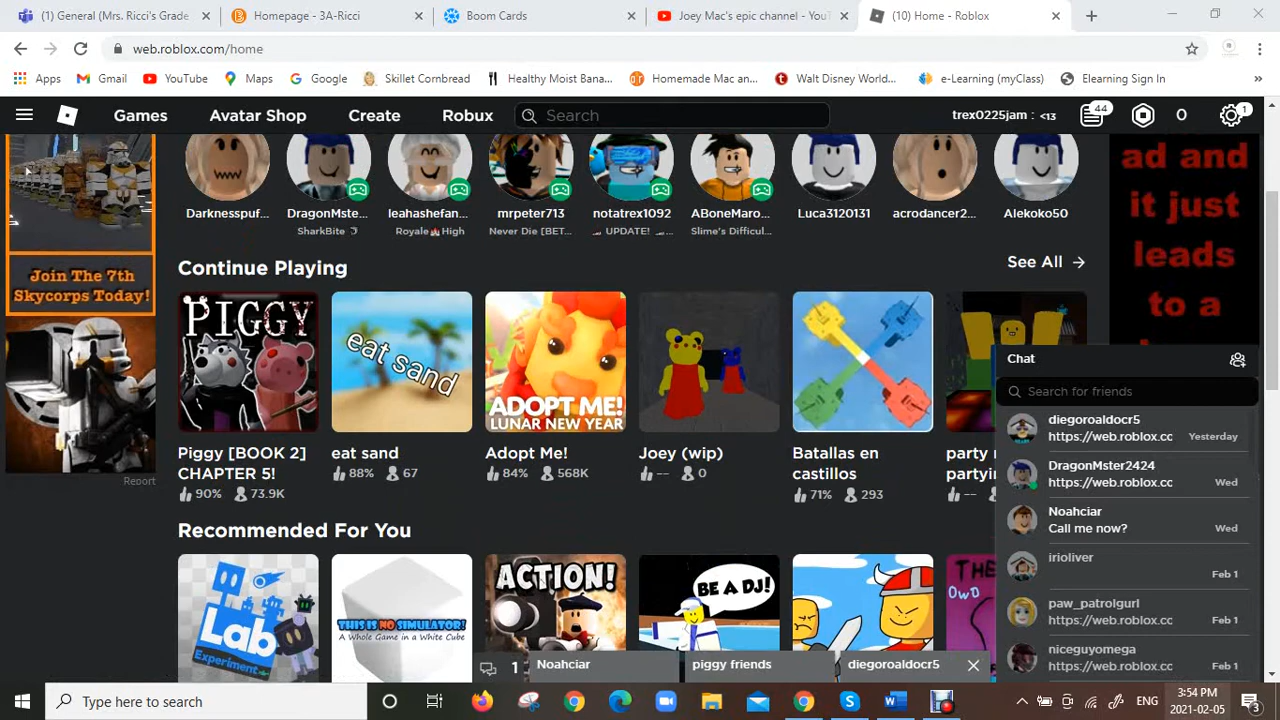 (1) General (Mrs. Ricci's Grade
Homepage - 3A-Ricci
Boom Cards
Joey Mac's epic channel - YouT
(10) Home - Roblox
web.roblox.com/home
Apps
Gmail
YouTube
Maps
Google
Skillet Cornbread
Healthy Moist Bana...
Homemade Mac an...
Walt Disney World...
e-Learning (myClass)
Elearning Sign In
»
Games
Avatar Shop
Create
Robux
Search
trex0225jam : <13
44
0
1
ad and
it just
leads
to a
Join The 7th
Skycorps Today!
Report
Darknesspuf...
DragonMste...
leahashefan...
mrpeter713
notatrex1092
ABoneMaro...
Luca3120131
acrodancer2...
Alekoko50
SharkBite
Royale High
Never Die [BET...
UPDATE!
Slime's Difficul...
Continue Playing
See All
PIGGY
eat sand
ADOPT ME!
LUNAR NEW YEAR
Piggy [BOOK 2]
CHAPTER 5!
90% 73.9K
eat sand
88% 67
Adopt Me!
84% 568K
Joey (wip)
-- 0
Batallas en
castillos
71% 293
party
partyi
--
Recommended For You
Lab
Experiment
THIS IS NO SIMULATOR!
A Whole Game in a White Cube
ACTION!
BE A DJ!
OwO
Chat
Search for friends
diegoroaldocr5
https://web.roblox.cc Yesterday
DragonMster2424
https://web.roblox.cc Wed
Noahciar
Call me now? Wed
irioliver
Feb 1
paw_patrolgurl
https://web.roblox.cc Feb 1
niceguyomega
https://web.roblox.cc Feb 1
1
Noahciar
piggy friends
diegoroaldocr5
Type here to search
ENG
3:54 PM
2021-02-05
3